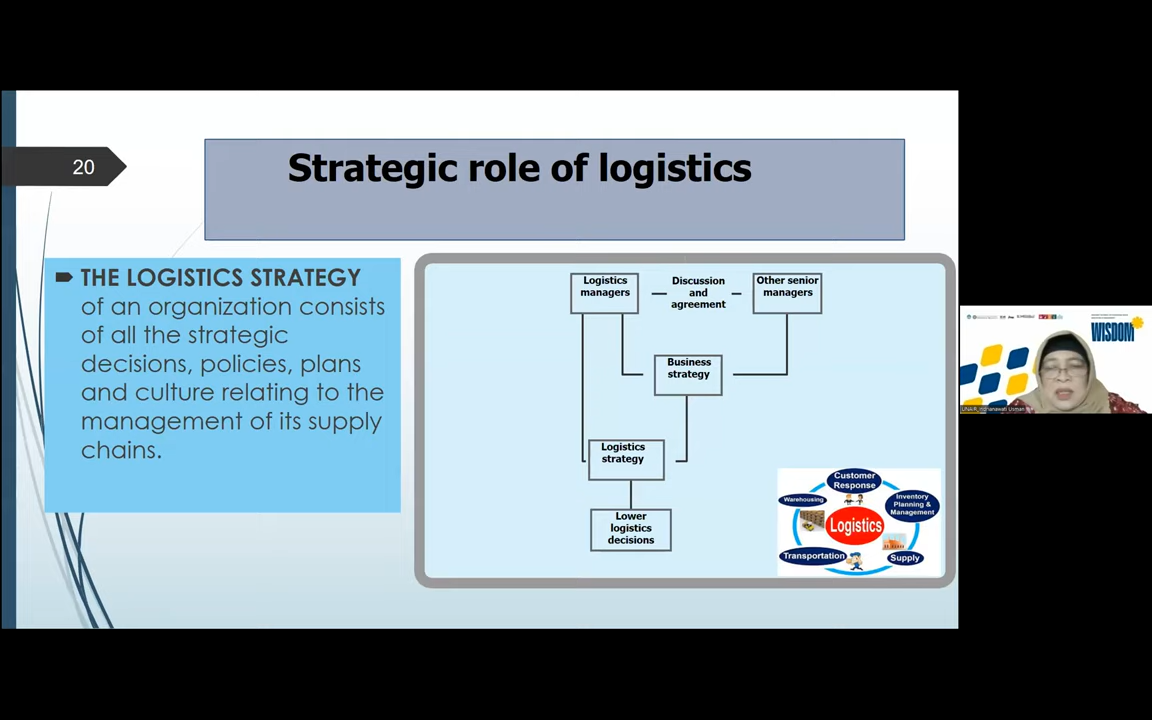 20
Strategic role of logistics
THE LOGISTICS STRATEGY
of an organization consists
of all the strategic
decisions, policies, plans
and culture relating to the
management of its supply
chains.
Logistics
managers
Discussion
and
agreement
Other senior
managers
Business
strategy
Logistics
strategy
Lower
logistics
decisions
Customer
Response
Warehousing
Inventory
Planning &
Management
Logistics
Transportation
Supply
WISDOM
UNAIR_Indrianawati Usman